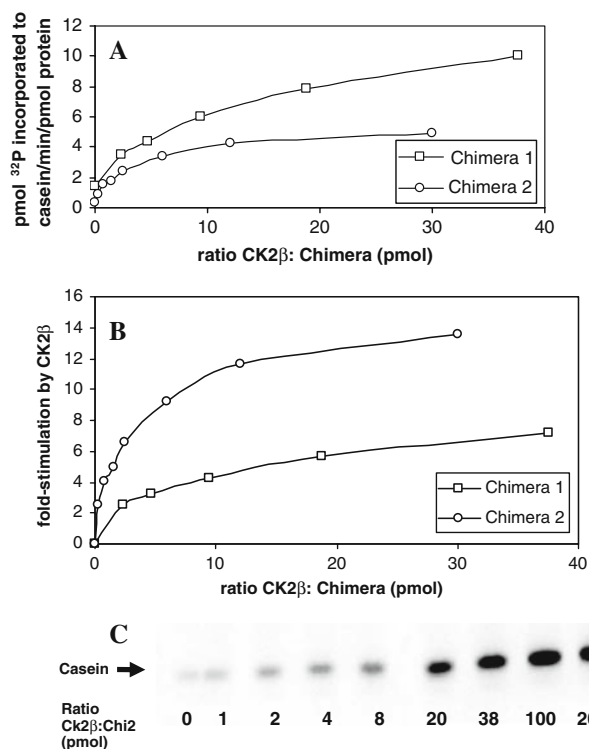 A
pmol ³²P incorporated to
casein/min/pmol protein
12
10
8
6
4
2
0
Chimera 1
Chimera 2
0 10 20 30 40
ratio CK2β: Chimera (pmol)
B
fold-stimulation by CK2β
16
14
12
10
8
6
4
2
0
Chimera 1
Chimera 2
0 10 20 30 40
ratio CK2β: Chimera (pmol)
C
Casein
Ratio
Ck2β:Chi2
(pmol)
0 1 2 4 8 20 38 100